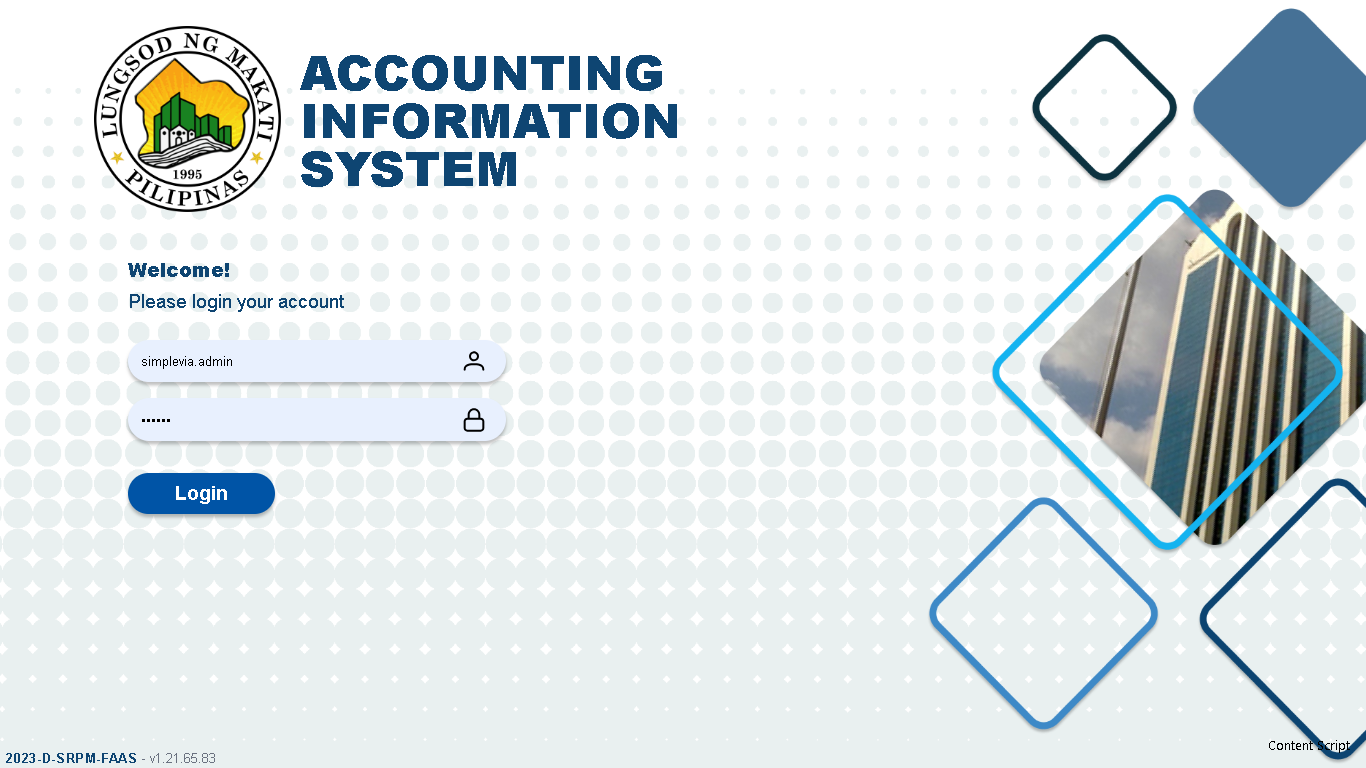 LUNGSOD NG MAKATI
1995
PILIPINAS
ACCOUNTING
INFORMATION
SYSTEM
Welcome!
Please login your account
simplevia.admin
••••••
Login
2023-D-SRPM-FAAS - v1.21.65.83
Content Script